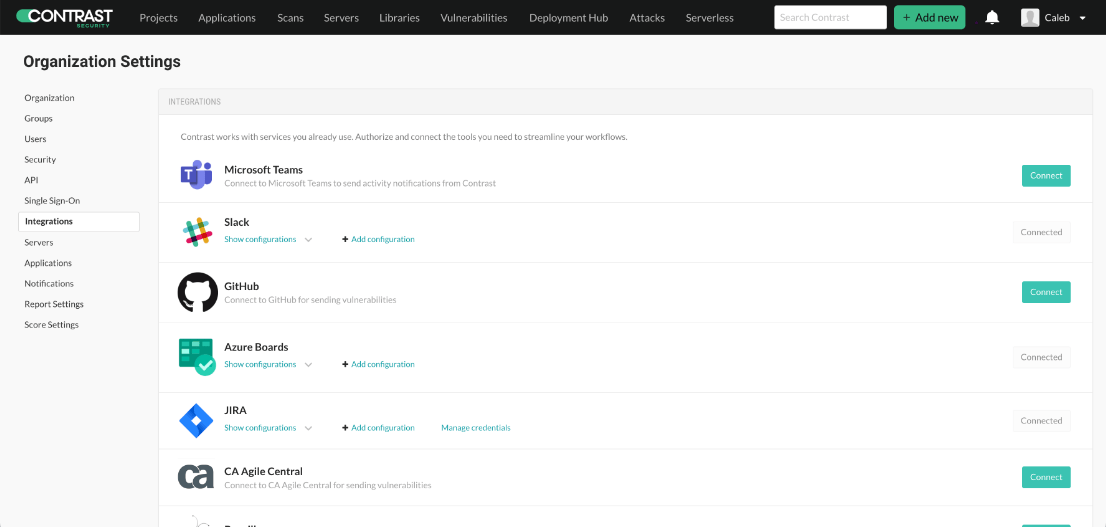 CONTRAST
SECURITY
Projects Applications Scans Servers Libraries Vulnerabilities Deployment Hub Attacks Serverless
Search Contrast
+ Add new
Caleb
Organization Settings
Organization
Groups
Users
Security
API
Single Sign-On
Integrations
Servers
Applications
Notifications
Report Settings
Score Settings
INTEGRATIONS
Contrast works with services you already use. Authorize and connect the tools you need to streamline your workflows.
Microsoft Teams
Connect to Microsoft Teams to send activity notifications from Contrast
Connect
Slack
Show configurations + Add configuration
Connected
GitHub
Connect to GitHub for sending vulnerabilities
Connect
Azure Boards
Show configurations + Add configuration
Connected
JIRA
Show configurations + Add configuration Manage credentials
Connected
ca
CA Agile Central
Connect to CA Agile Central for sending vulnerabilities
Connect